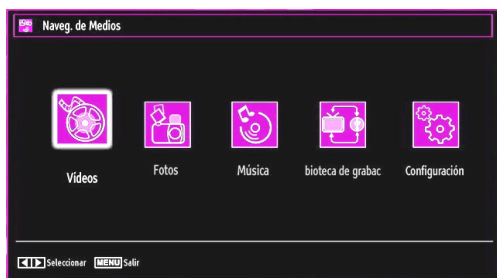 Naveg. de Medios
Vídeos Fotos Música bioteca de grabac Configuración
Seleccionar MENU Salir